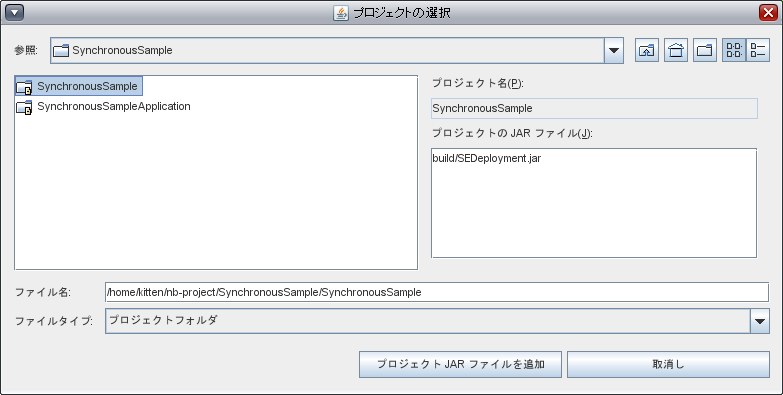 プロジェクトの選択
参照:
SynchronousSample
SynchronousSample
SynchronousSampleApplication
プロジェクト名(P):
SynchronousSample
プロジェクトの JAR ファイル(J):
build/SEDeployment.jar
ファイル名:
/home/kitten/nb-project/SynchronousSample/SynchronousSample
ファイルタイプ:
プロジェクトフォルダ
プロジェクト JAR ファイルを追加
取消し